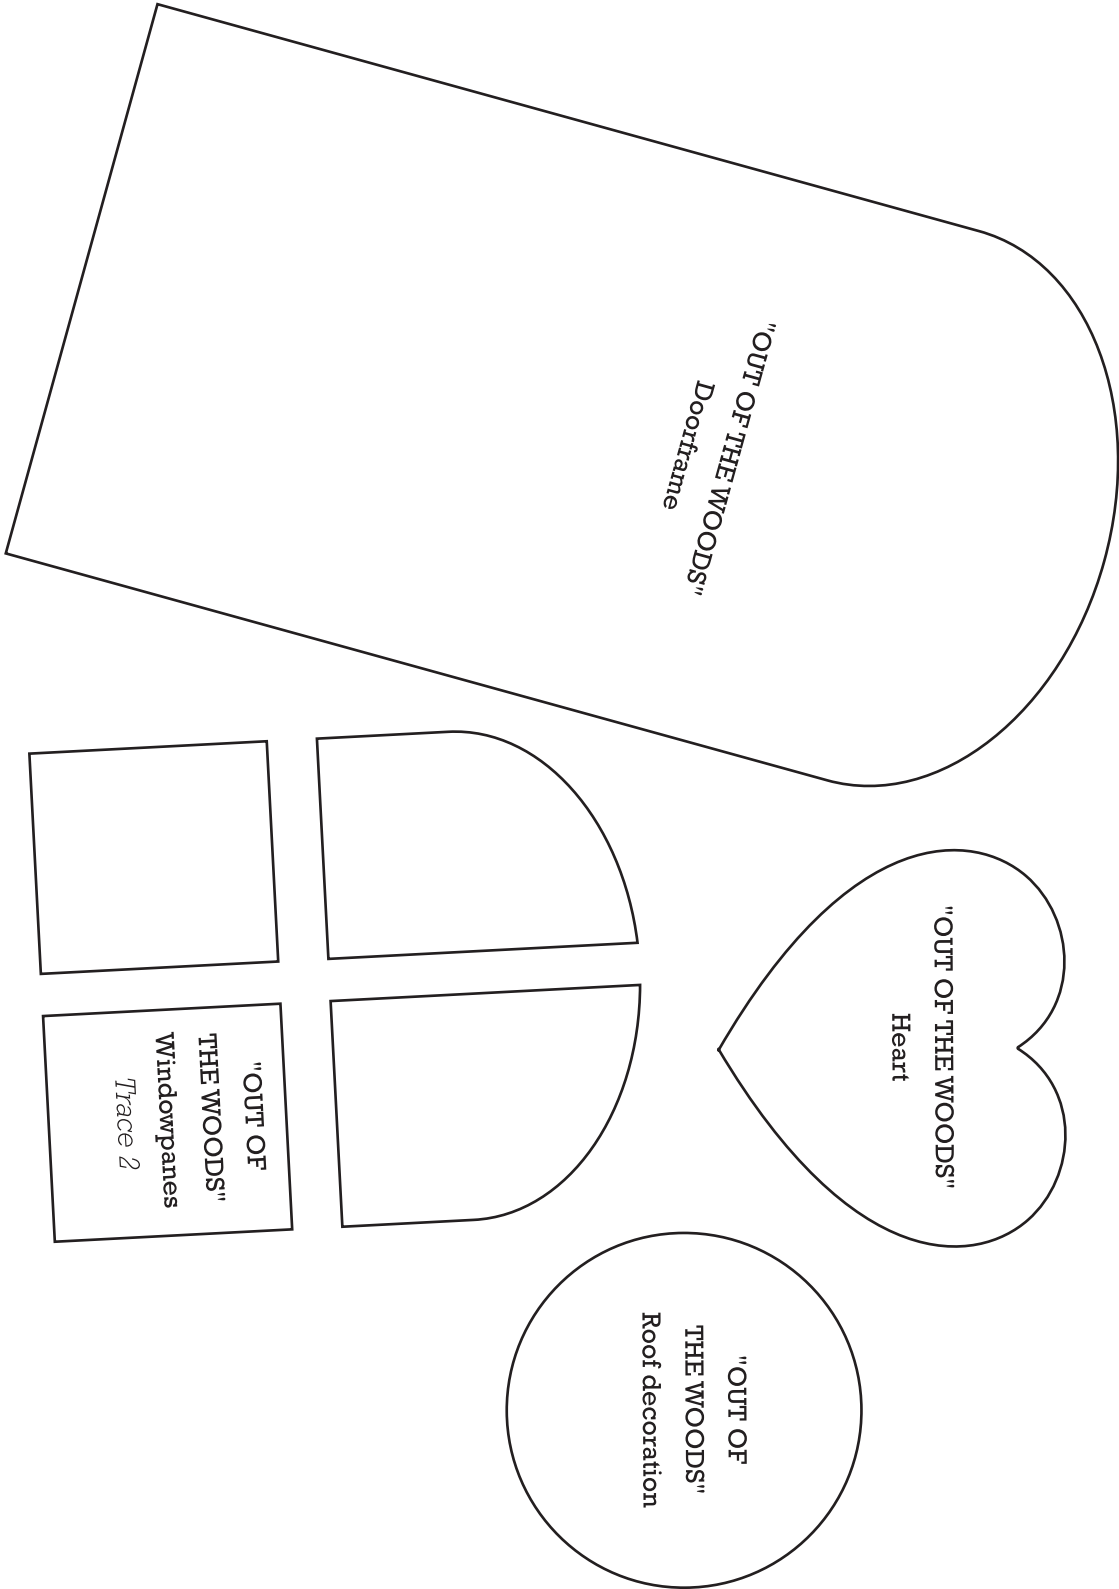 "OUT OF THE WOODS"
Doorframe
"OUT OF THE WOODS"
Heart
"OUT OF
THE WOODS"
Windowpanes
Trace 2
"OUT OF
THE WOODS"
Roof decoration